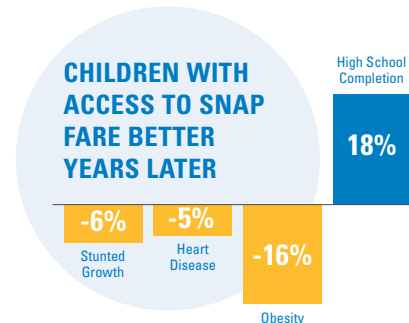 CHILDREN WITH
ACCESS TO SNAP
FARE BETTER
YEARS LATER
High School
Completion
18%
-6%
Stunted
Growth
-5%
Heart
Disease
-16%
Obesity